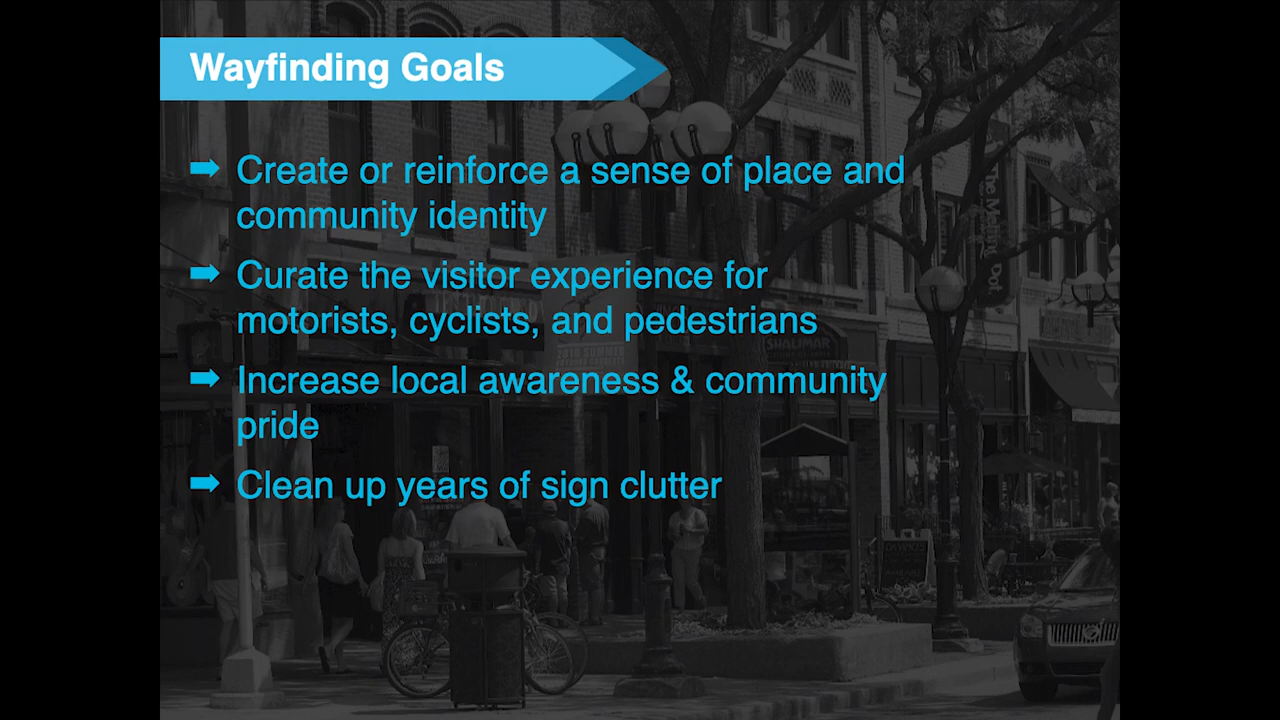 Wayfinding Goals
Create or reinforce a sense of place and
community identity
Curate the visitor experience for
motorists, cyclists, and pedestrians
Increase local awareness & community
pride
Clean up years of sign clutter
SHALIMAR